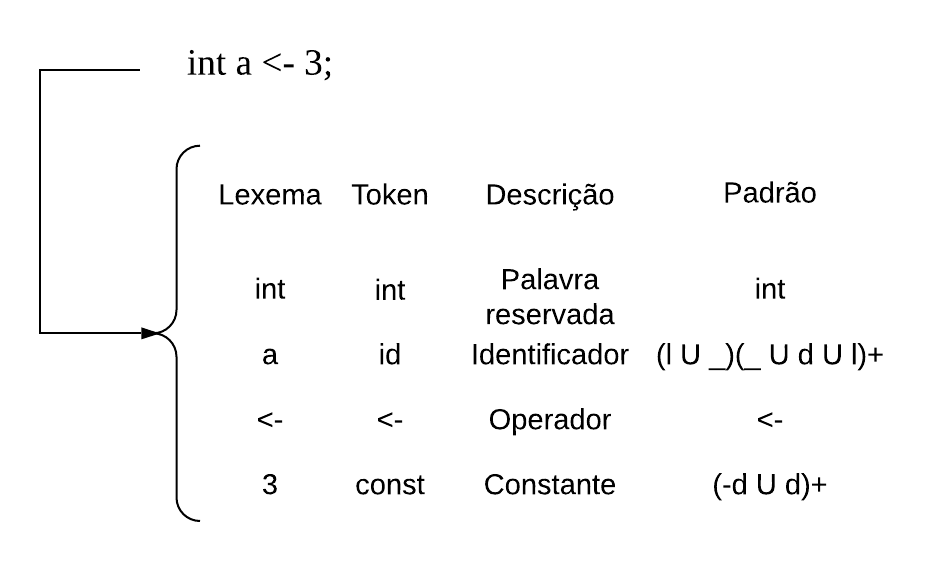 int a <- 3;
Lexema Token Descrição Padrão
int int Palavra reservada int
a id Identificador (l U _)(_ U d U l)+
<- <- Operador <-
3 const Constante (-d U d)+